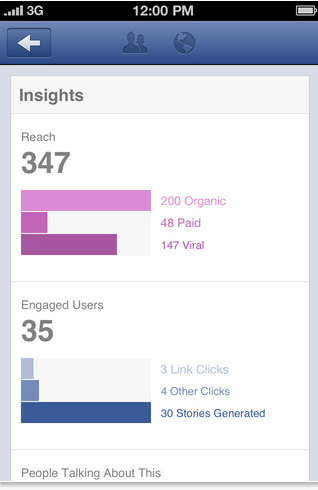 3G 12:00 PM
Insights
Reach
347
200 Organic
48 Paid
147 Viral
Engaged Users
35
3 Link Clicks
4 Other Clicks
30 Stories Generated
People Talking About This